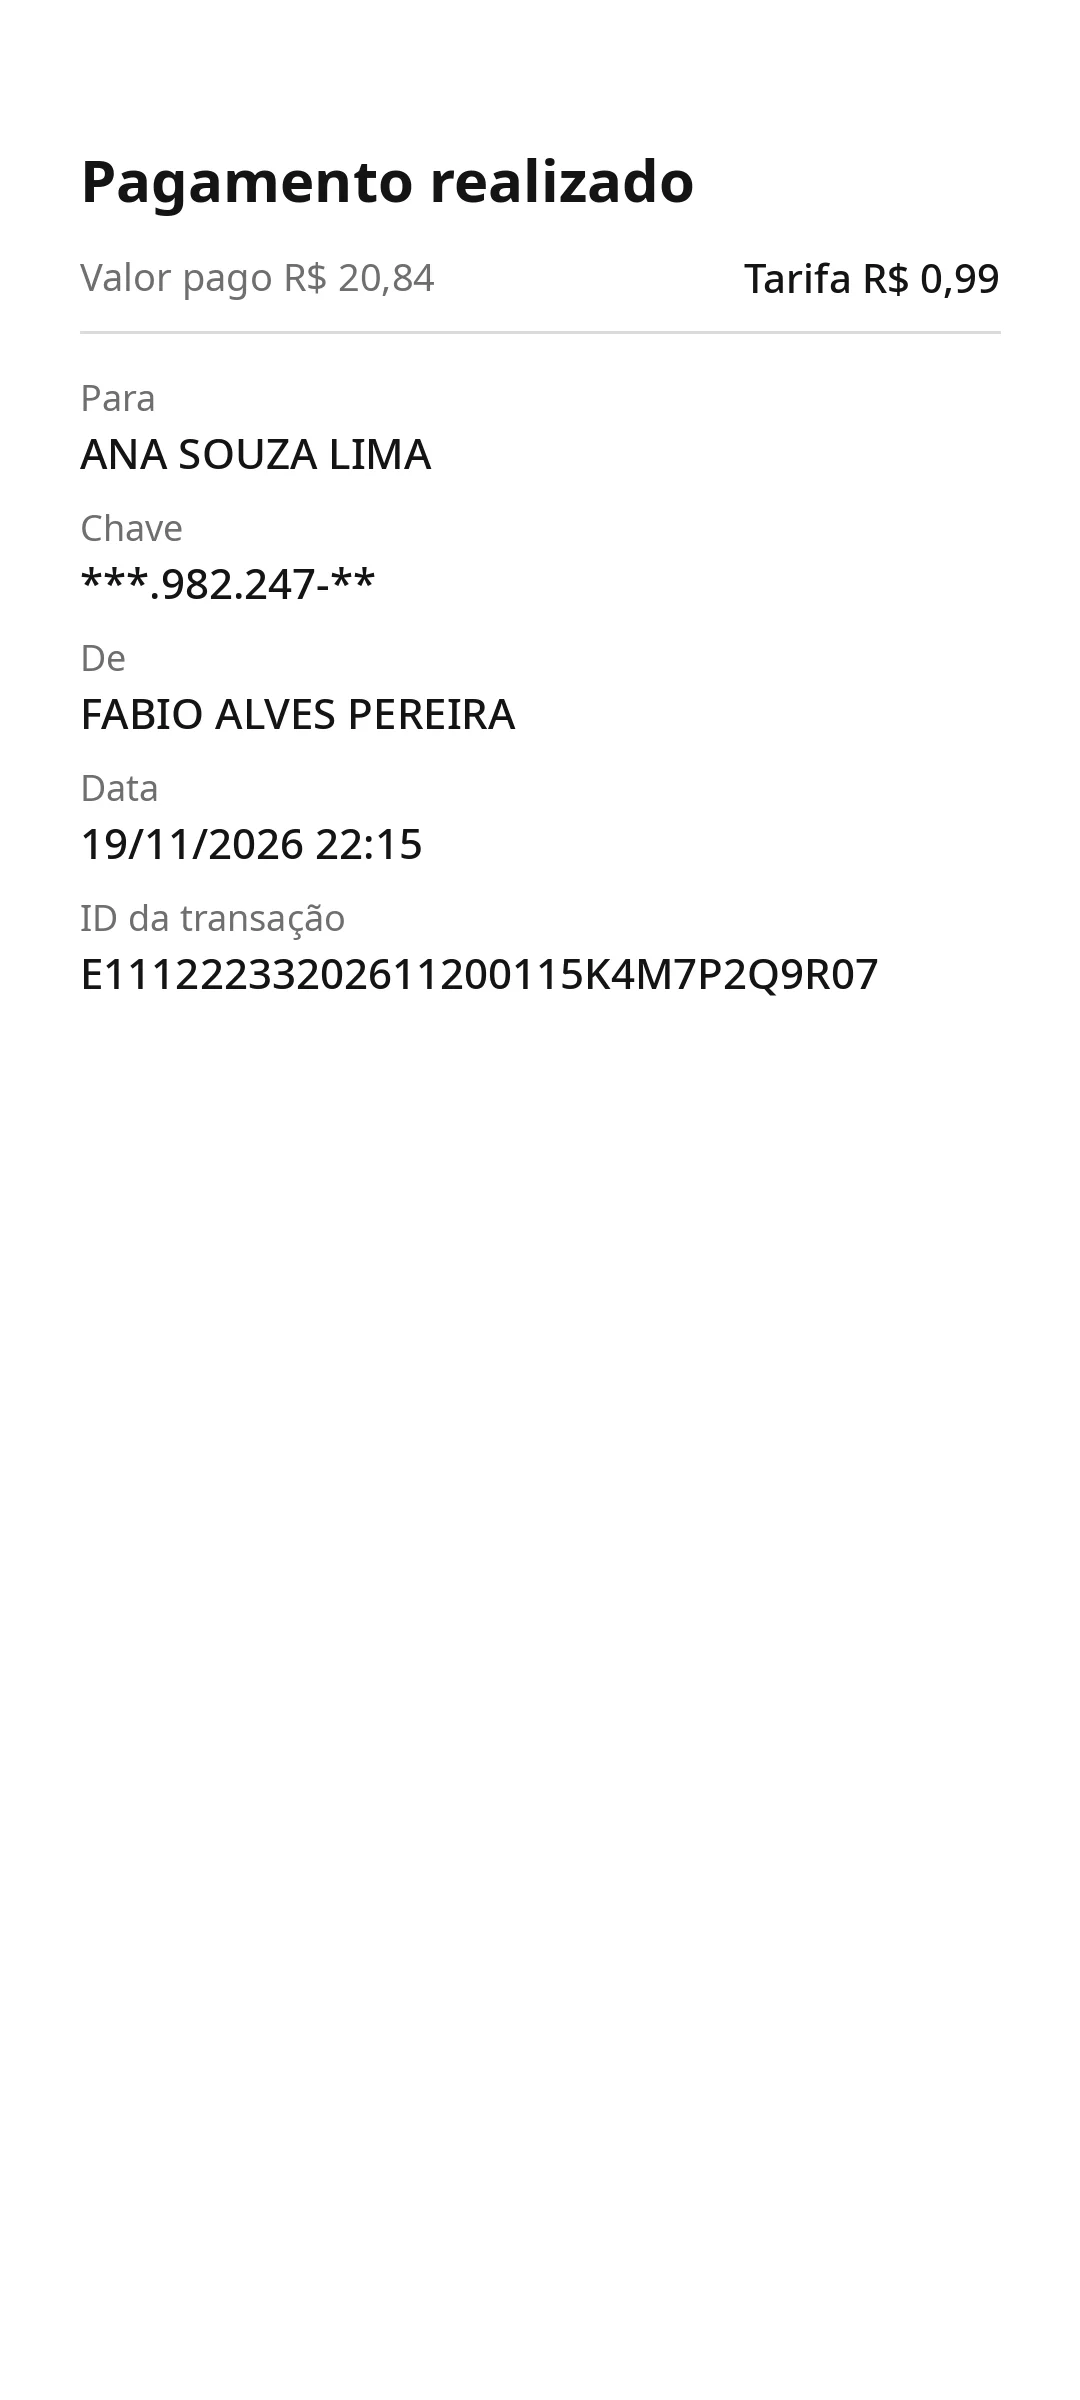 Pagamento realizado
Valor pago R$ 20,84 Tarifa R$ 0,99
Para
ANA SOUZA LIMA
Chave
***.982.247-**
De
FABIO ALVES PEREIRA
Data
19/11/2026 22:15
ID da transação
E11122233202611200115K4M7P2Q9R07